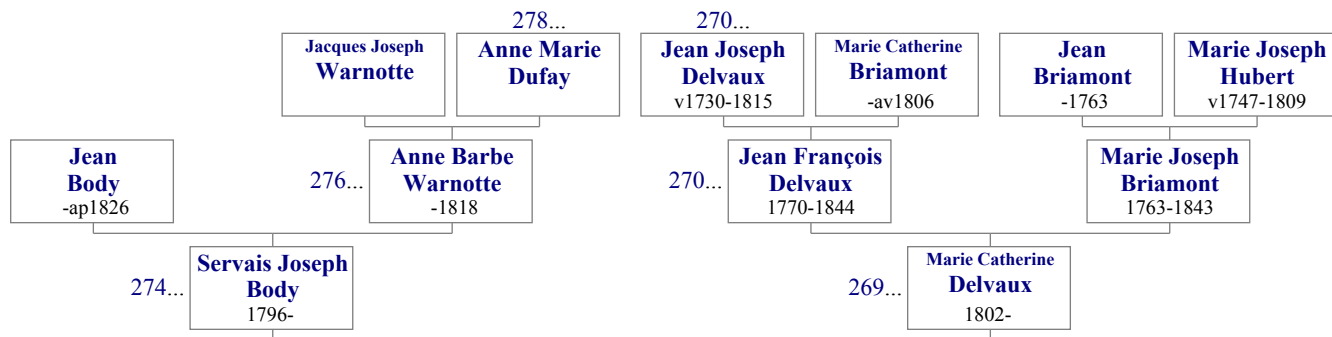 278...
270...
Jacques Joseph
Warnotte
Anne Marie
Dufay
Jean Joseph
Delvaux
v1730-1815
Marie Catherine
Briamont
-av1806
Jean
Briamont
-1763
Marie Joseph
Hubert
v1747-1809
Jean
Body
-ap1826
276...
Anne Barbe
Warnotte
-1818
270...
Jean François
Delvaux
1770-1844
Marie Joseph
Briamont
1763-1843
274...
Servais Joseph
Body
1796-
269...
Marie Catherine
Delvaux
1802-